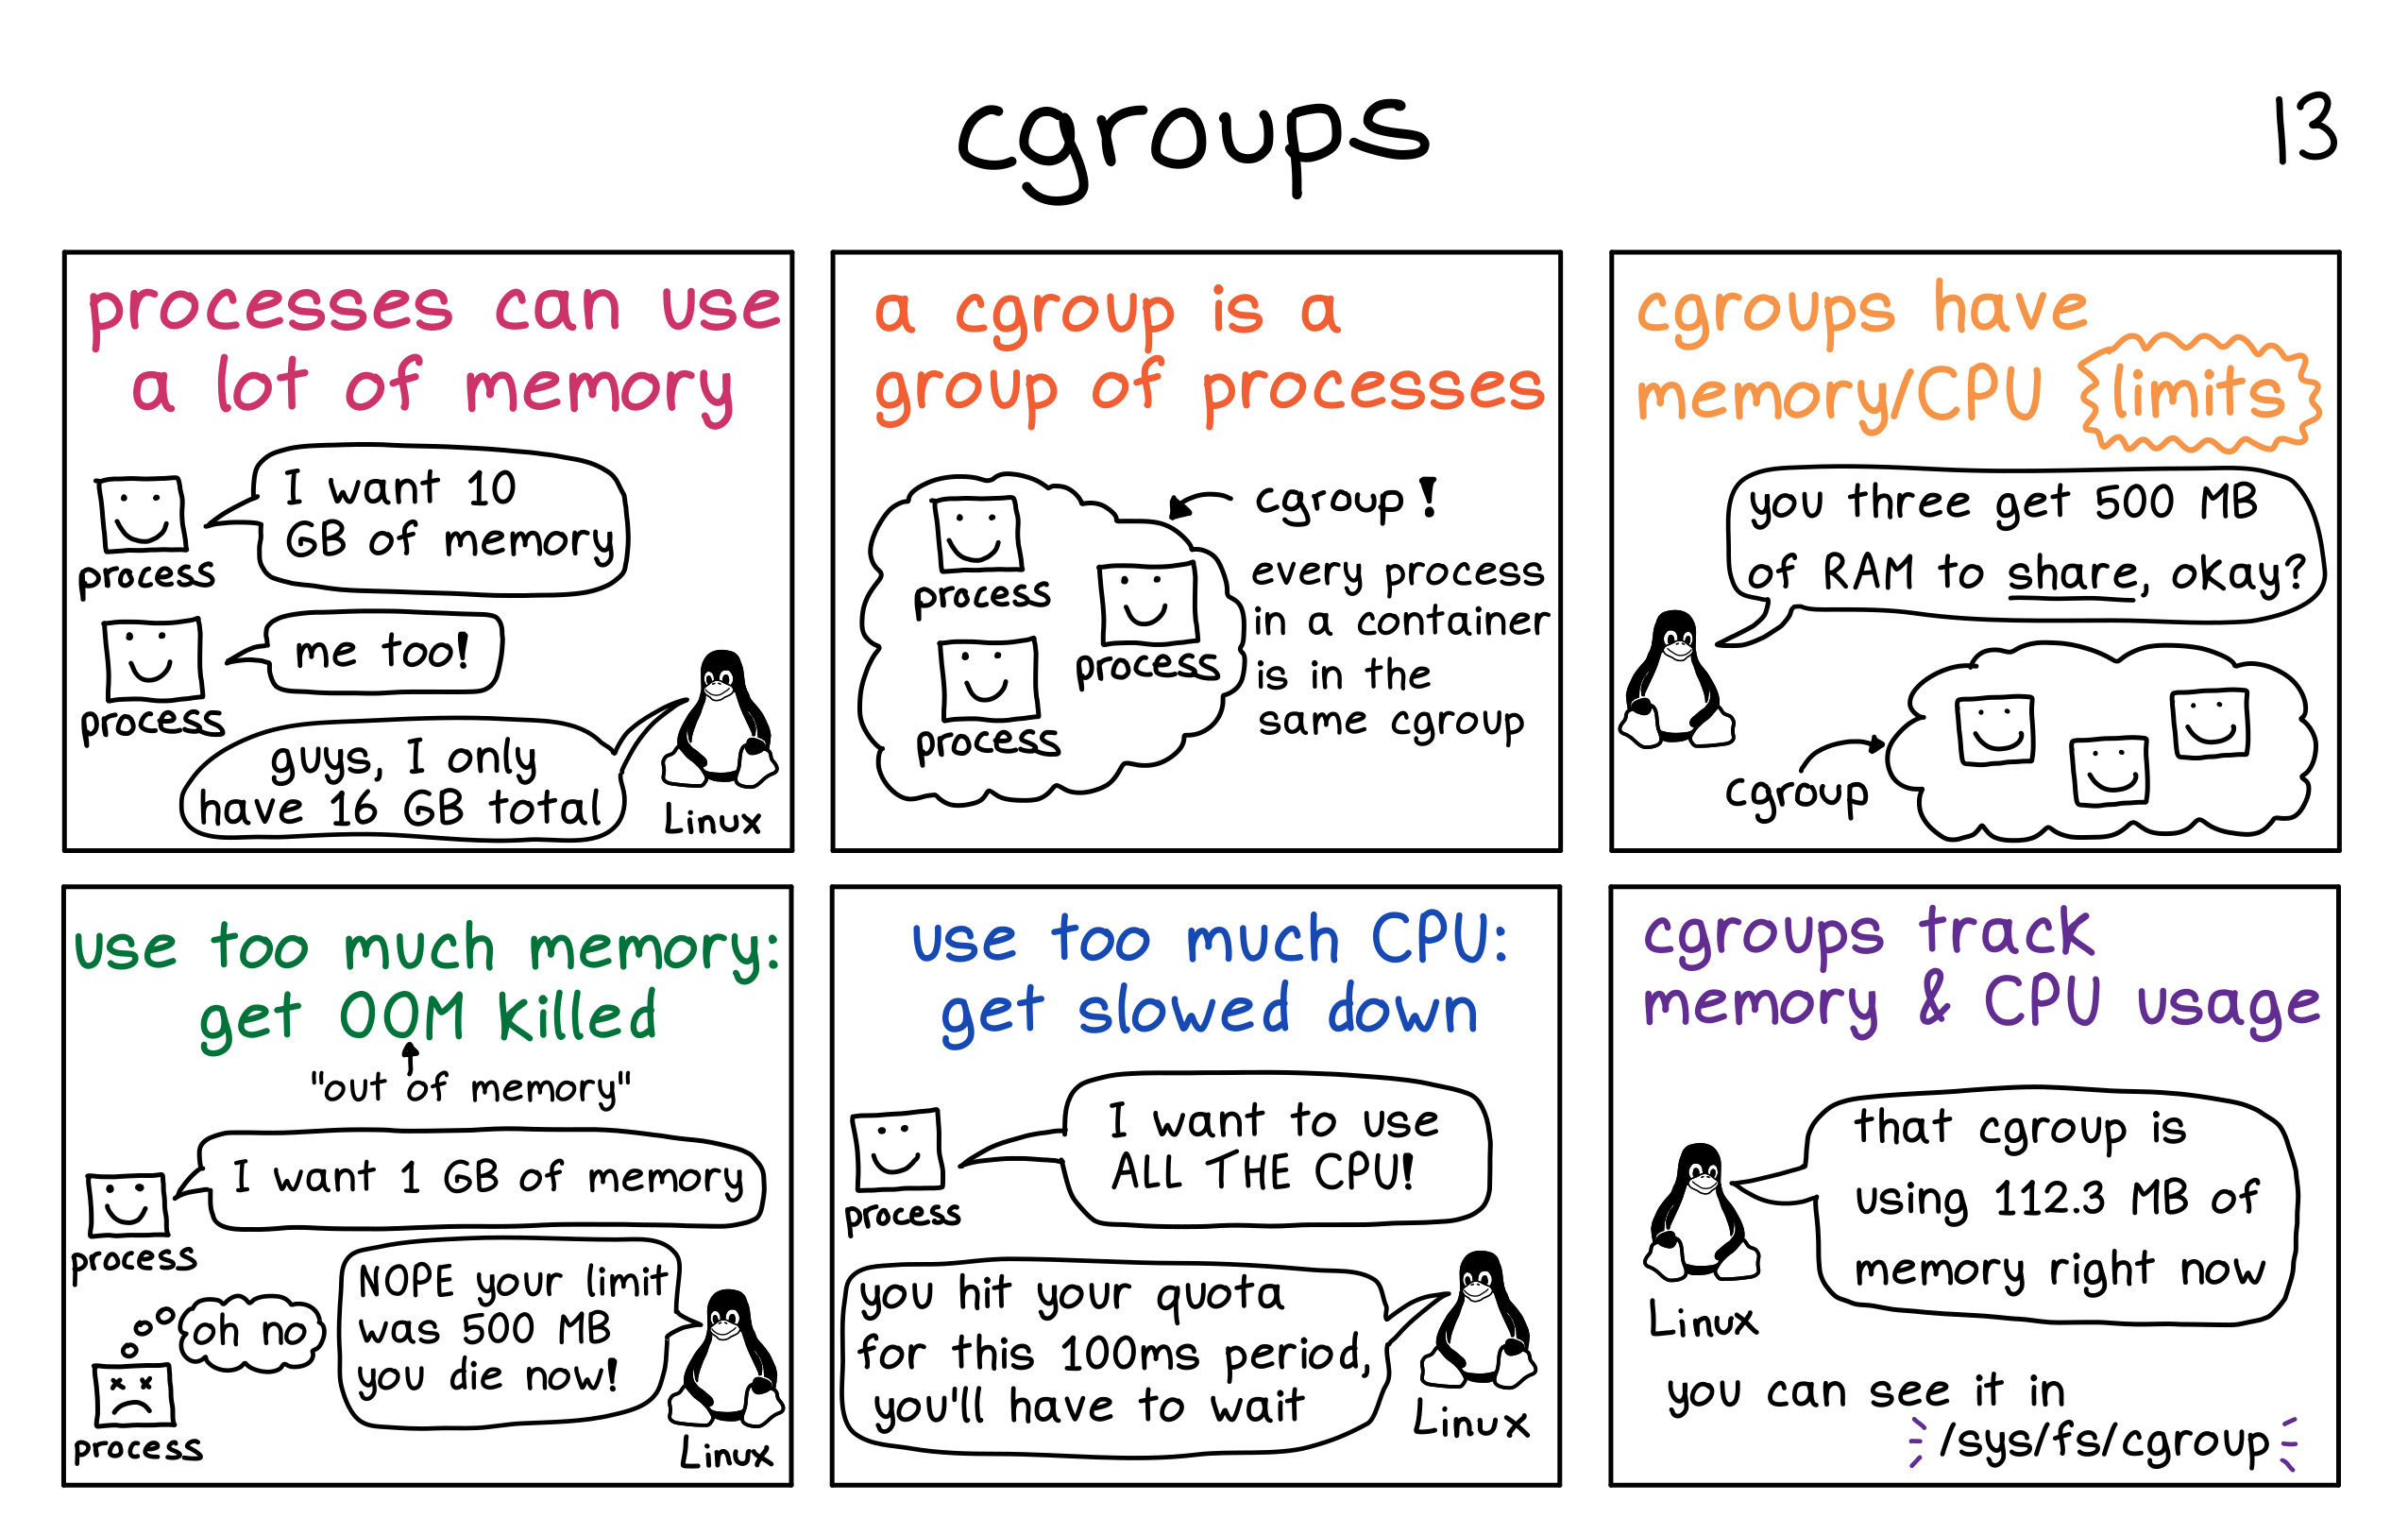 cgroups
13
processes can use
a lot of memory
I want 10
GB of memory
process
me too!
process
guys, I only
have 16 GB total
Linux
a cgroup is a
group of processes
process
process
process
cgroup!
every process
in a container
is in the
same cgroup
cgroups have
memory/CPU limits
you three get 500 MB
of RAM to share, okay?
cgroup
use too much memory:
get OOM killed
"out of memory"
I want 1 GB of memory
process
oh no
process
NOPE your limit
was 500 MB
you die now!
Linux
use too much CPU:
get slowed down
I want to use
ALL THE CPU!
process
you hit your quota
for this 100ms period,
you'll have to wait
Linux
cgroups track
memory & CPU usage
that cgroup is
using 112.3 MB of
memory right now
Linux
you can see it in
/sys/fs/cgroup